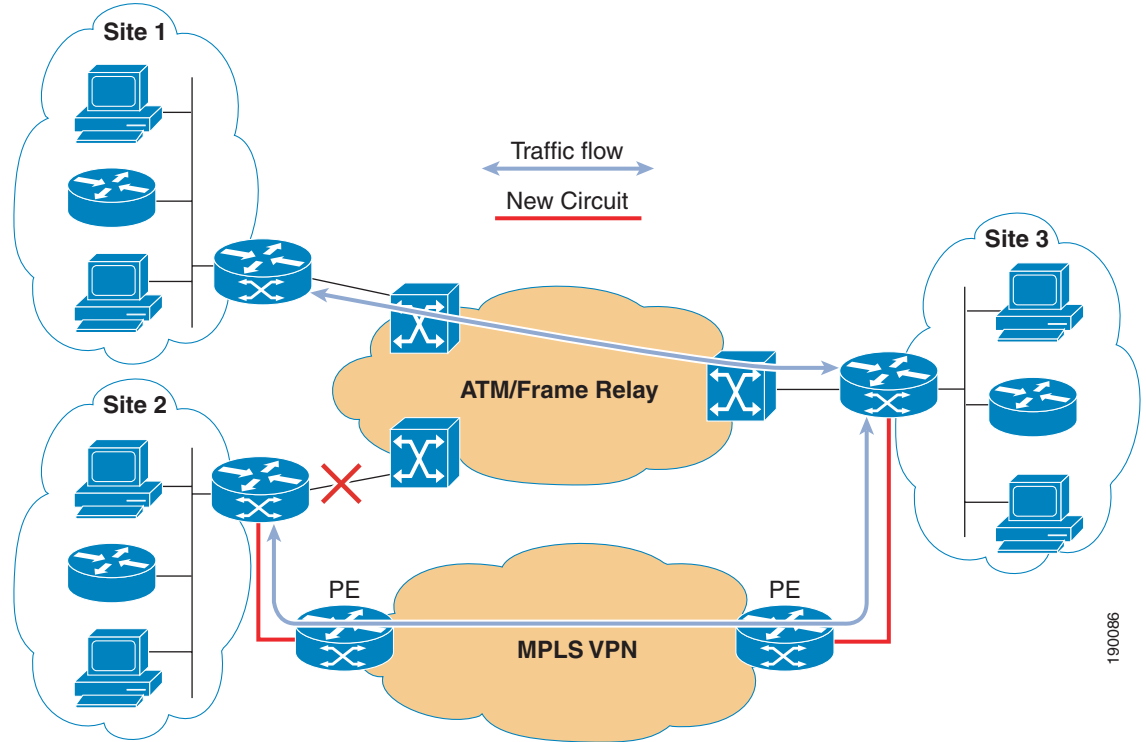 Site 1
Traffic flow
New Circuit
Site 3
ATM/Frame Relay
Site 2
PE
PE
MPLS VPN
190086